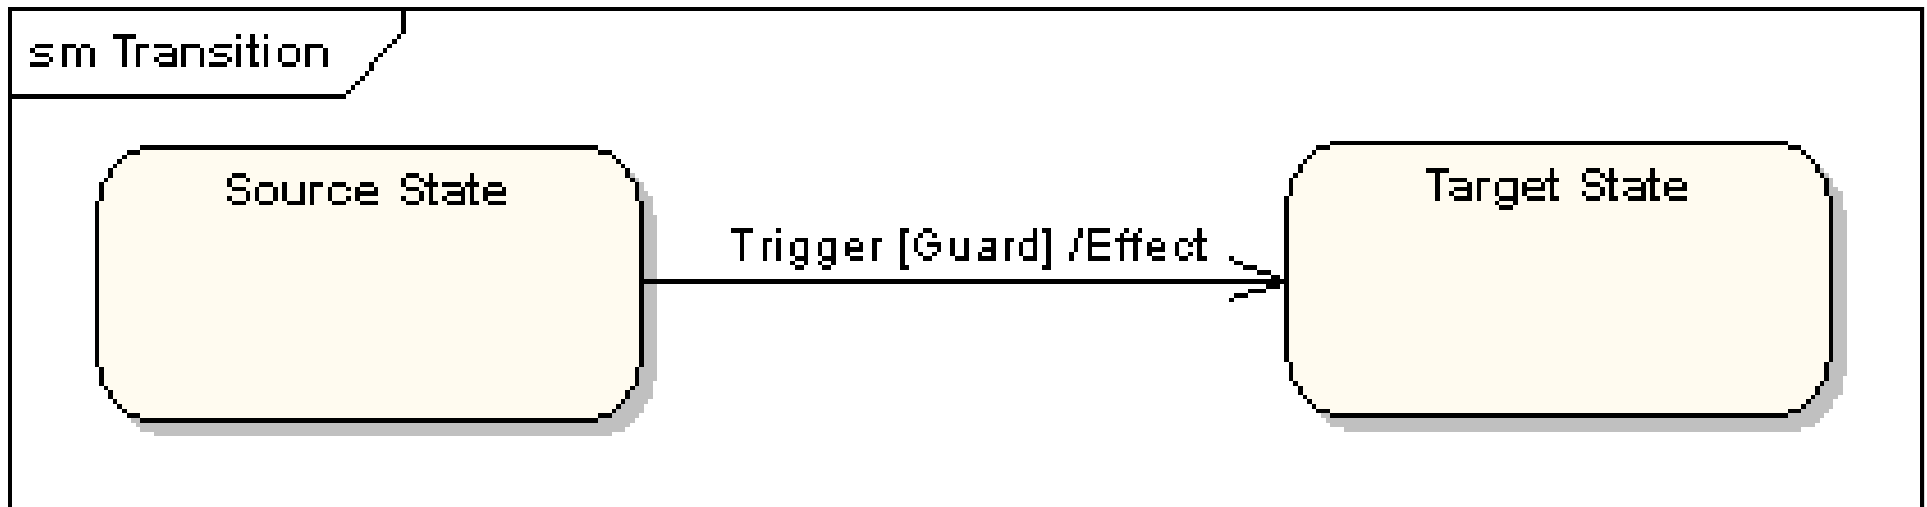 sm Transition
Source State
Target State
Trigger [Guard] /Effect